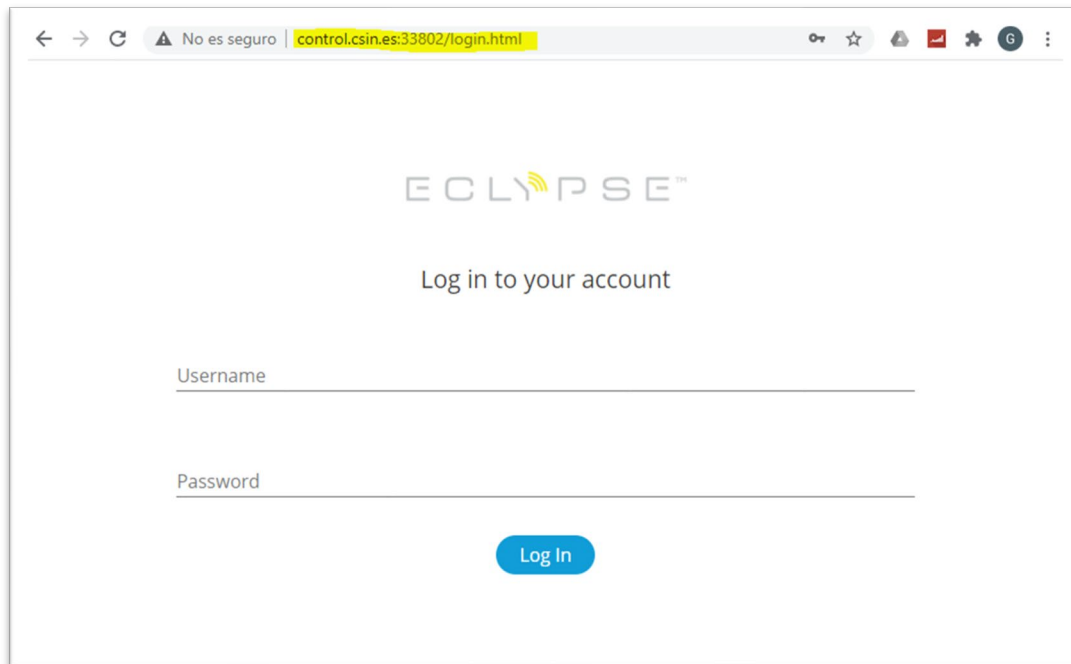 No es seguro | control.csin.es:33802/login.html
G
ECLYPSE™
Log in to your account
Username
Password
Log In